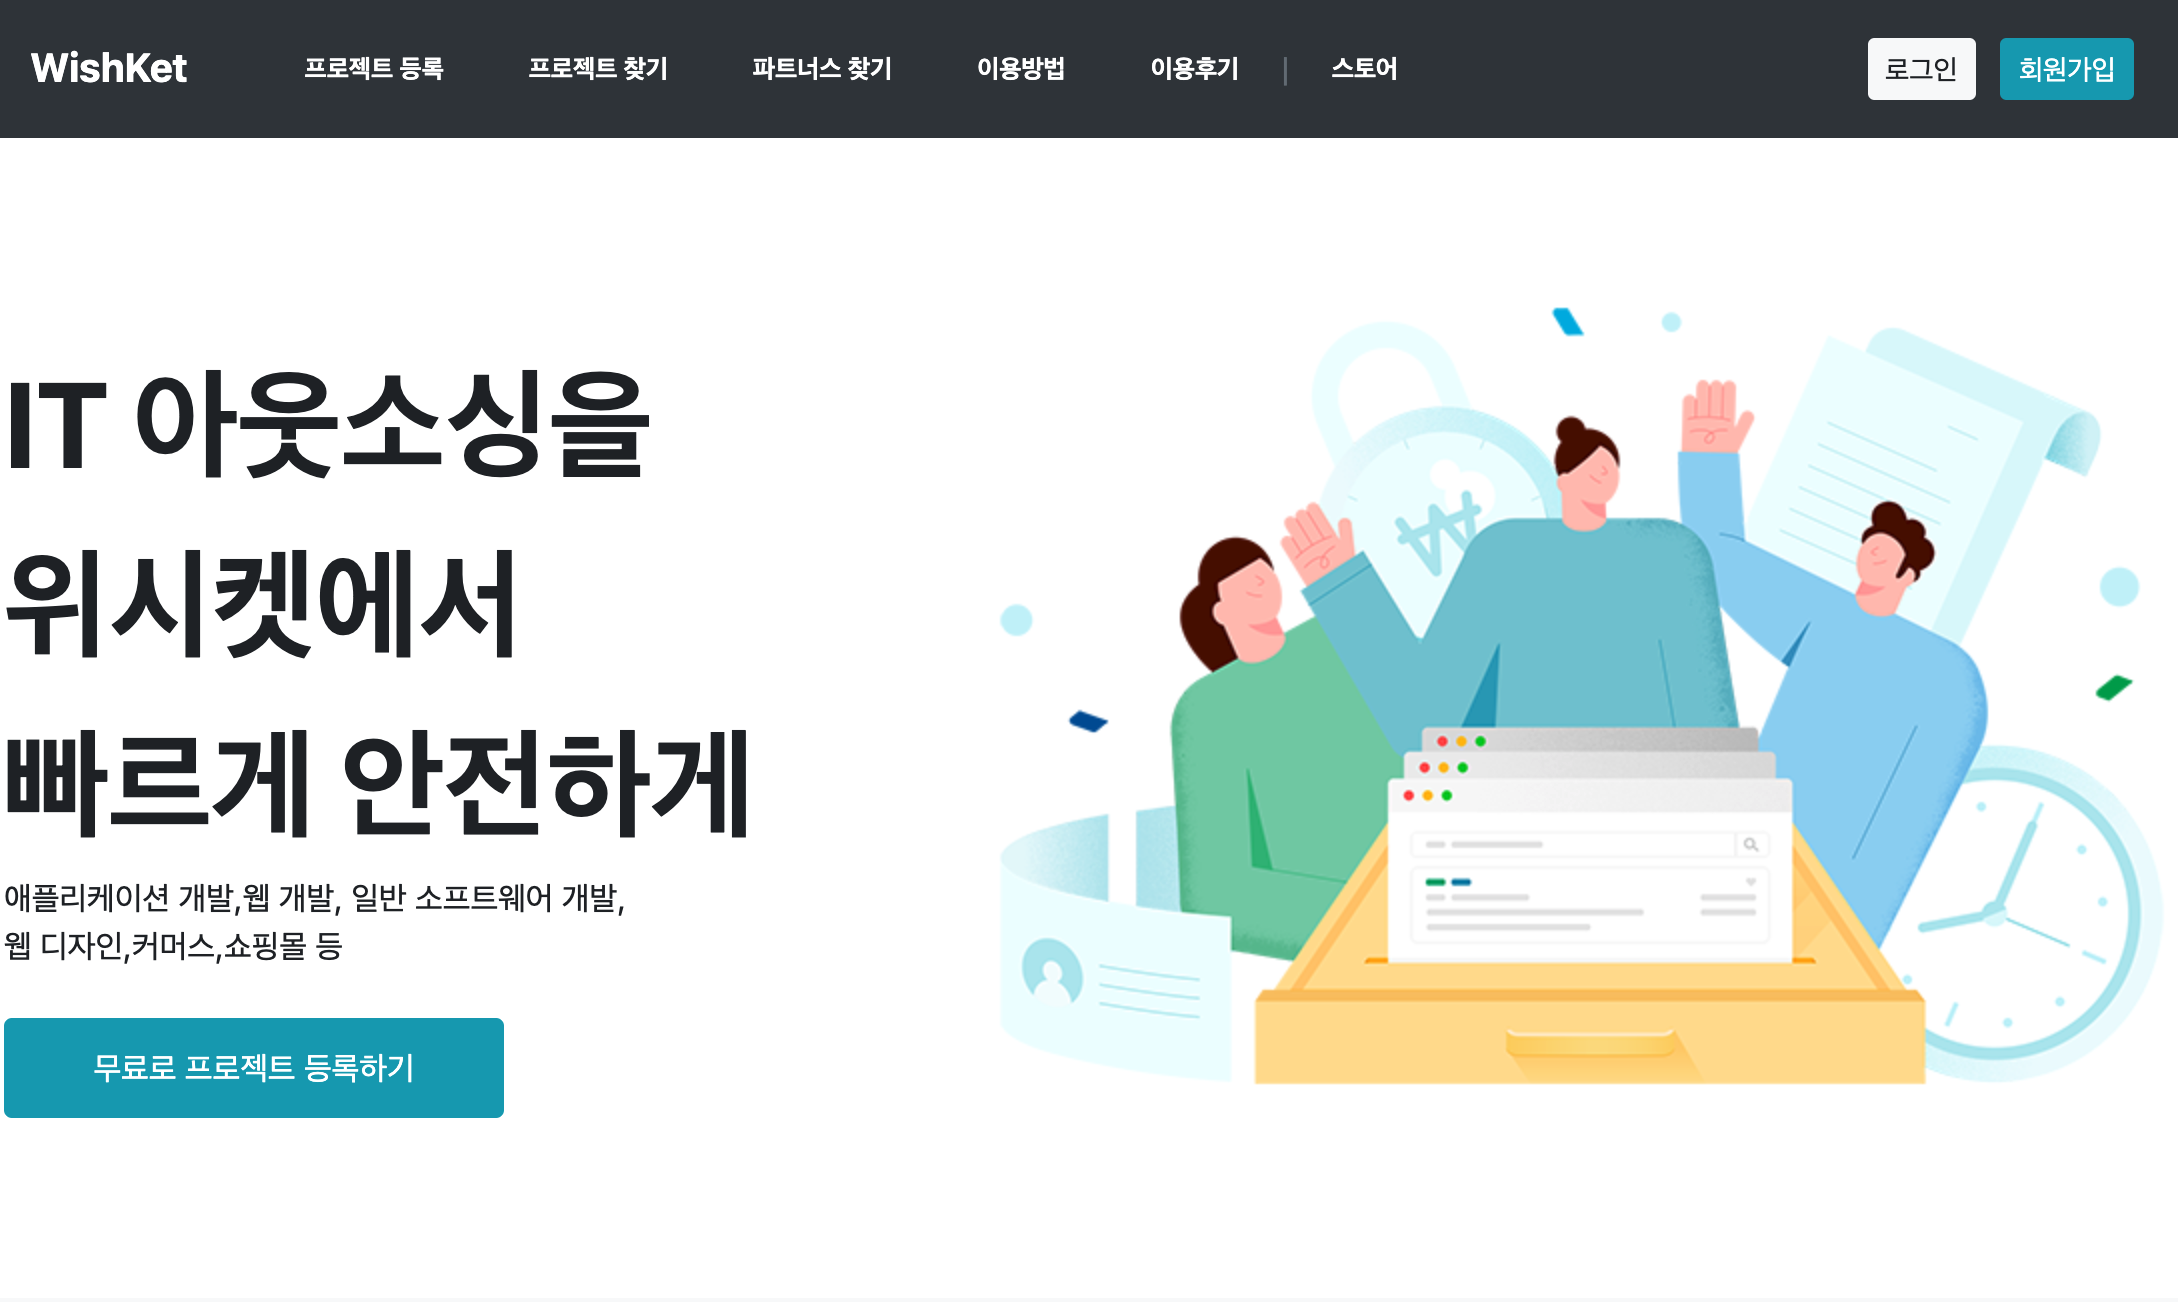 WishKet
프로젝트 등록
프로젝트 찾기
파트너스 찾기
이용방법
이용후기
스토어
로그인
회원가입
IT 아웃소싱을
위시켓에서
빠르게 안전하게
애플리케이션 개발,웹 개발, 일반 소프트웨어 개발,
웹 디자인,커머스,쇼핑몰 등
무료로 프로젝트 등록하기
₩